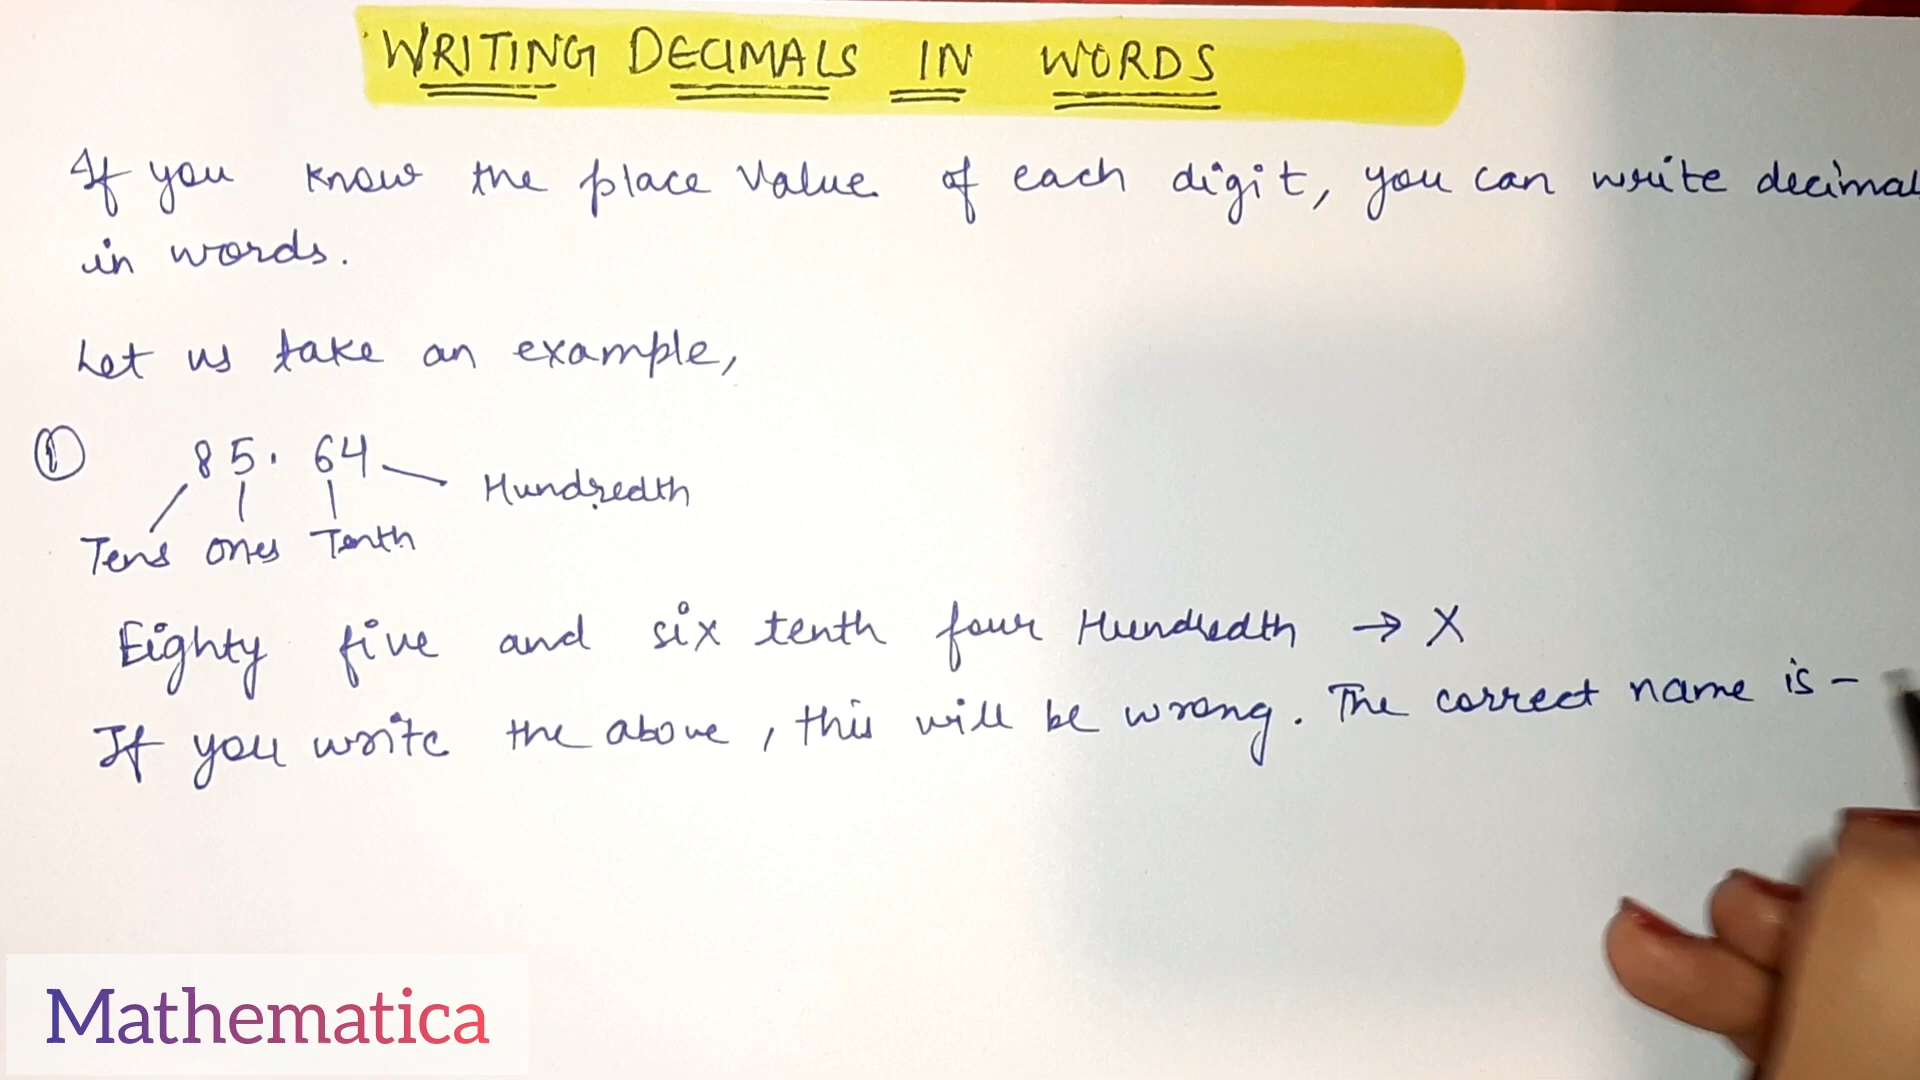 WRITING DECIMALS IN WORDS
If you know the place value of each digit, you can write decimal
in words.
Let us take an example,
1 85.64 Hundredth
Tens ones Tenth
Eighty five and six tenth four Hundredth → X
If you write the above, this will be wrong. The correct name is -
Mathematica